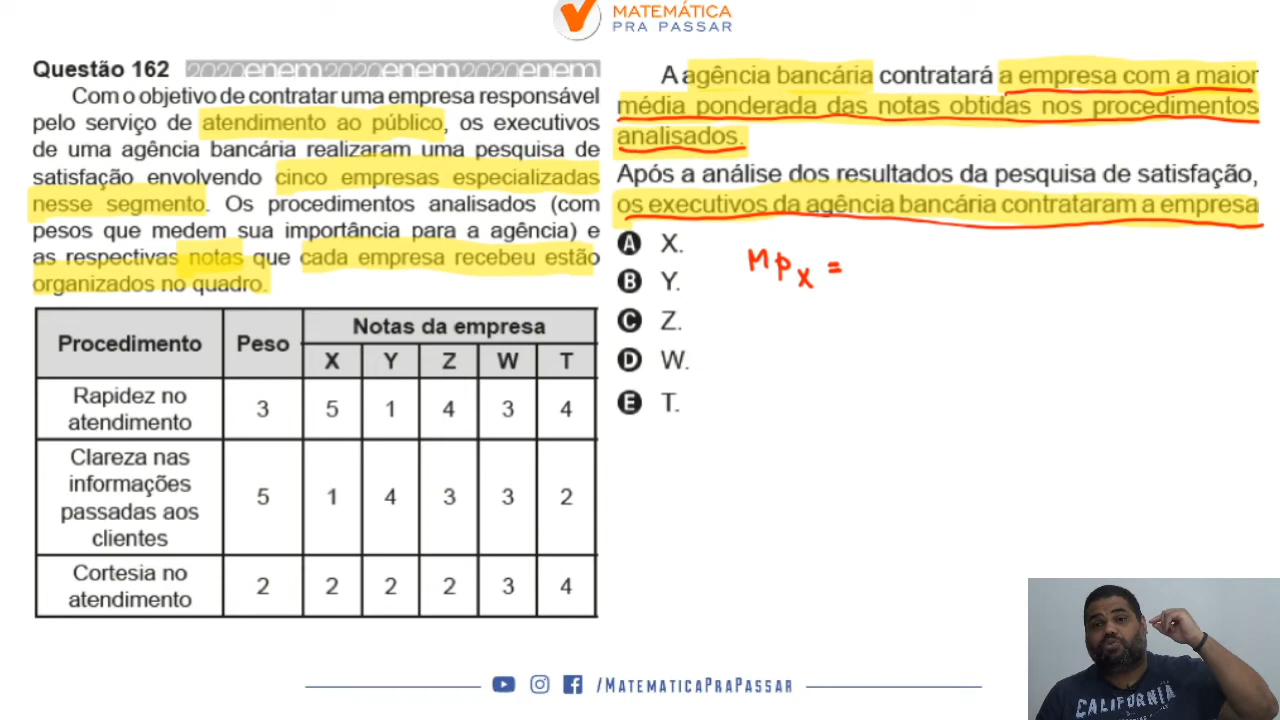 MATEMÁTICA
PRA PASSAR
Questão 162 2020enem2020enem2020enem
Com o objetivo de contratar uma empresa responsável
pelo serviço de atendimento ao público, os executivos
de uma agência bancária realizaram uma pesquisa de
satisfação envolvendo cinco empresas especializadas
nesse segmento. Os procedimentos analisados (com
pesos que medem sua importância para a agência) e
as respectivas notas que cada empresa recebeu estão
organizados no quadro.
Procedimento Peso Notas da empresa
X Y Z W T
Rapidez no
atendimento 3 5 1 4 3 4
Clareza nas
informações
passadas aos
clientes 5 1 4 3 3 2
Cortesia no
atendimento 2 2 2 2 3 4
A agência bancária contratará a empresa com a maior
média ponderada das notas obtidas nos procedimentos
analisados.
Após a análise dos resultados da pesquisa de satisfação,
os executivos da agência bancária contrataram a empresa
A X.
B Y.
C Z.
D W.
E T.
MPX =
/MATEMATICAPRAPASSAR
CALIFORNIA